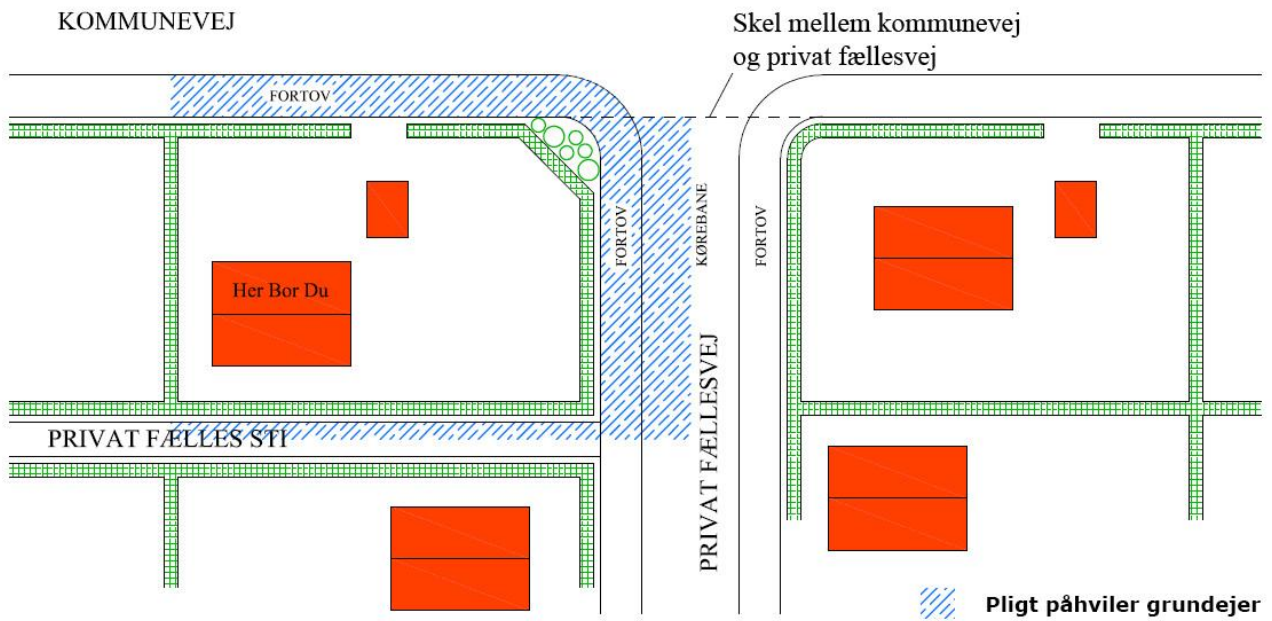 KOMMUNEVEJ
Skel mellem kommunevej
og privat fællesvej
FORTOV
FORTOV
KØREBANE
FORTOV
Her Bor Du
PRIVAT FÆLLESVEJ
PRIVAT FÆLLES STI
Pligt påhviler grundejer